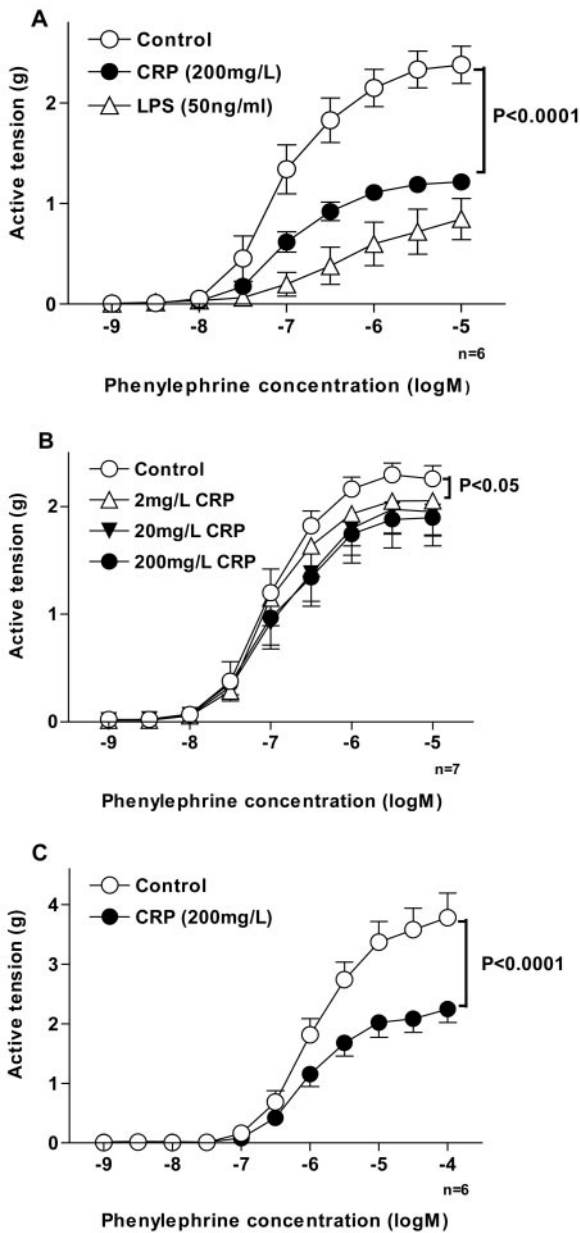 A
Control
CRP (200mg/L)
LPS (50ng/ml)
P<0.0001
Active tension (g)
2
1
0
-9 -8 -7 -6 -5
n=6
Phenylephrine concentration (logM)
B
Control
2mg/L CRP
20mg/L CRP
200mg/L CRP
P<0.05
Active tension (g)
2
1
0
-9 -8 -7 -6 -5
n=7
Phenylephrine concentration (logM)
C
Control
CRP (200mg/L)
P<0.0001
Active tension (g)
4
3
2
1
0
-9 -8 -7 -6 -5 -4
n=6
Phenylephrine concentration (logM)